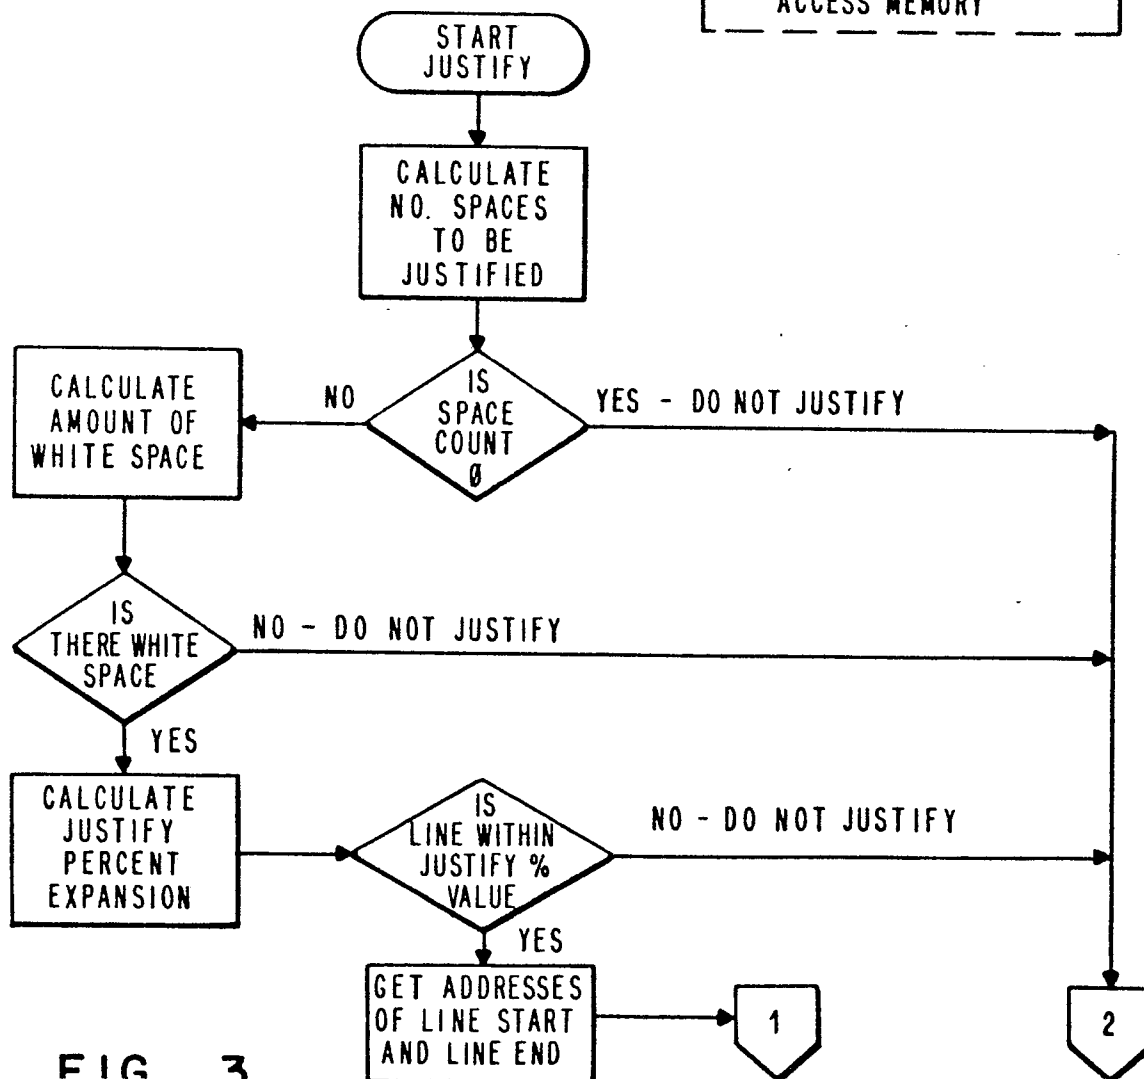 ACCESS MEMORY
START
JUSTIFY
CALCULATE
NO. SPACES
TO BE
JUSTIFIED
IS
SPACE
COUNT
Ø
NO
YES - DO NOT JUSTIFY
CALCULATE
AMOUNT OF
WHITE SPACE
IS
THERE WHITE
SPACE
NO - DO NOT JUSTIFY
YES
CALCULATE
JUSTIFY
PERCENT
EXPANSION
IS
LINE WITHIN
JUSTIFY %
VALUE
NO - DO NOT JUSTIFY
YES
GET ADDRESSES
OF LINE START
AND LINE END
1
2
FIG. 3